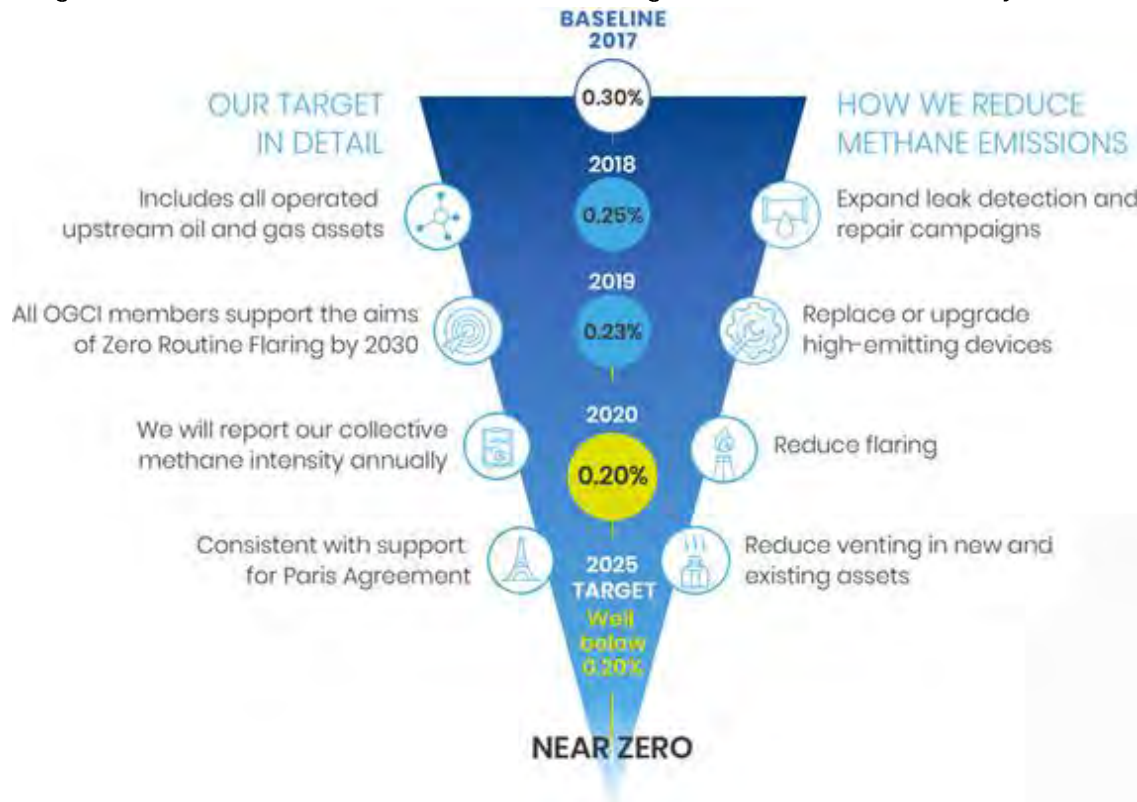 BASELINE
2017
0.30%
OUR TARGET
IN DETAIL
Includes all operated
upstream oil and gas assets
All OGCI members support the aims
of Zero Routine Flaring by 2030
We will report our collective
methane intensity annually
Consistent with support
for Paris Agreement
2018
0.25%
2019
0.23%
2020
0.20%
2025
TARGET
Well
below
0.20%
NEAR ZERO
HOW WE REDUCE
METHANE EMISSIONS
Expand leak detection and
repair campaigns
Replace or upgrade
high-emitting devices
Reduce flaring
Reduce venting in new and
existing assets